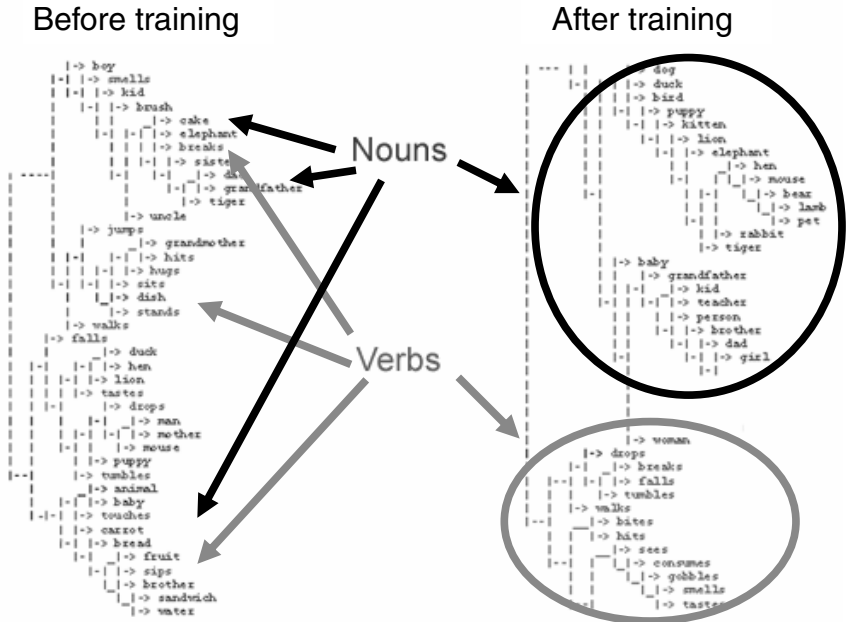 Before training
After training
Nouns
Verbs
boy
smells
kid
brush
cake
elephant
breaks
grandfather
tiger
uncle
jumps
grandmother
hits
hugs
sits
dish
stands
walks
falls
duck
hen
lion
tastes
drops
man
mother
mouse
puppy
tumbles
animal
baby
touches
carrot
bread
fruit
sips
brother
sandwich
water
dog
duck
bird
puppy
kitten
lion
elephant
hen
mouse
bear
lamb
pet
rabbit
tiger
baby
grandfather
kid
teacher
person
brother
dad
girl
woman
drops
breaks
falls
tumbles
walks
bites
hits
sees
consumes
gobbles
smells
tastes